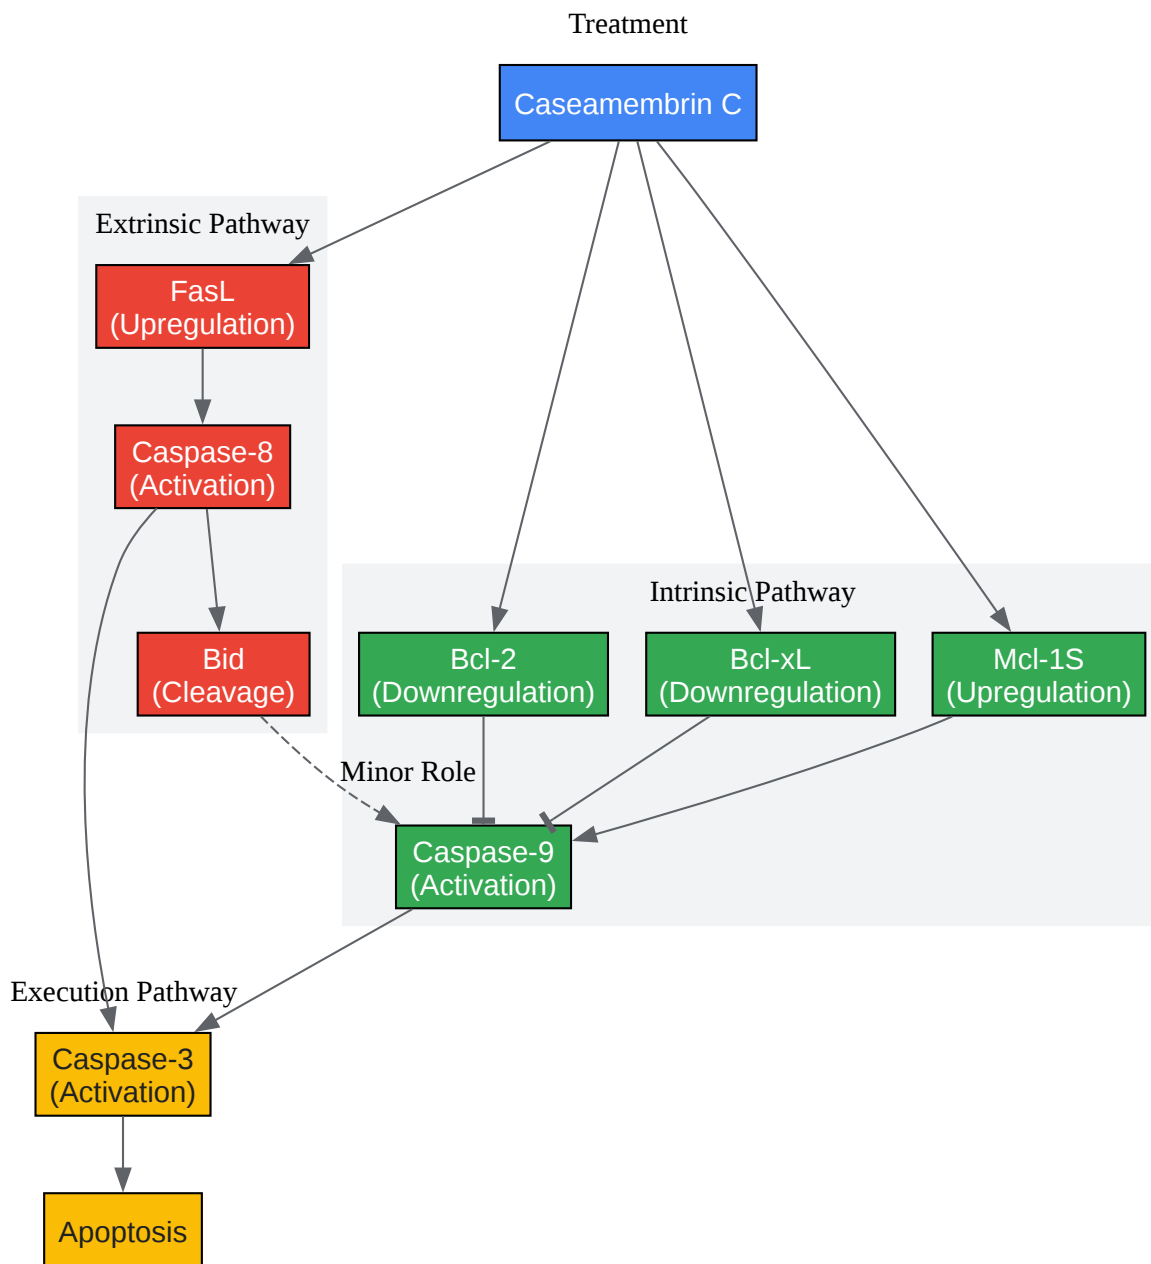 Treatment
Caseamembrin C
Extrinsic Pathway
FasL
(Upregulation)
Caspase-8
(Activation)
Intrinsic Pathway
Bid
(Cleavage)
Bcl-2
(Downregulation)
Bcl-xL
(Downregulation)
Mcl-1S
(Upregulation)
Minor Role
Caspase-9
(Activation)
Execution Pathway
Caspase-3
(Activation)
Apoptosis